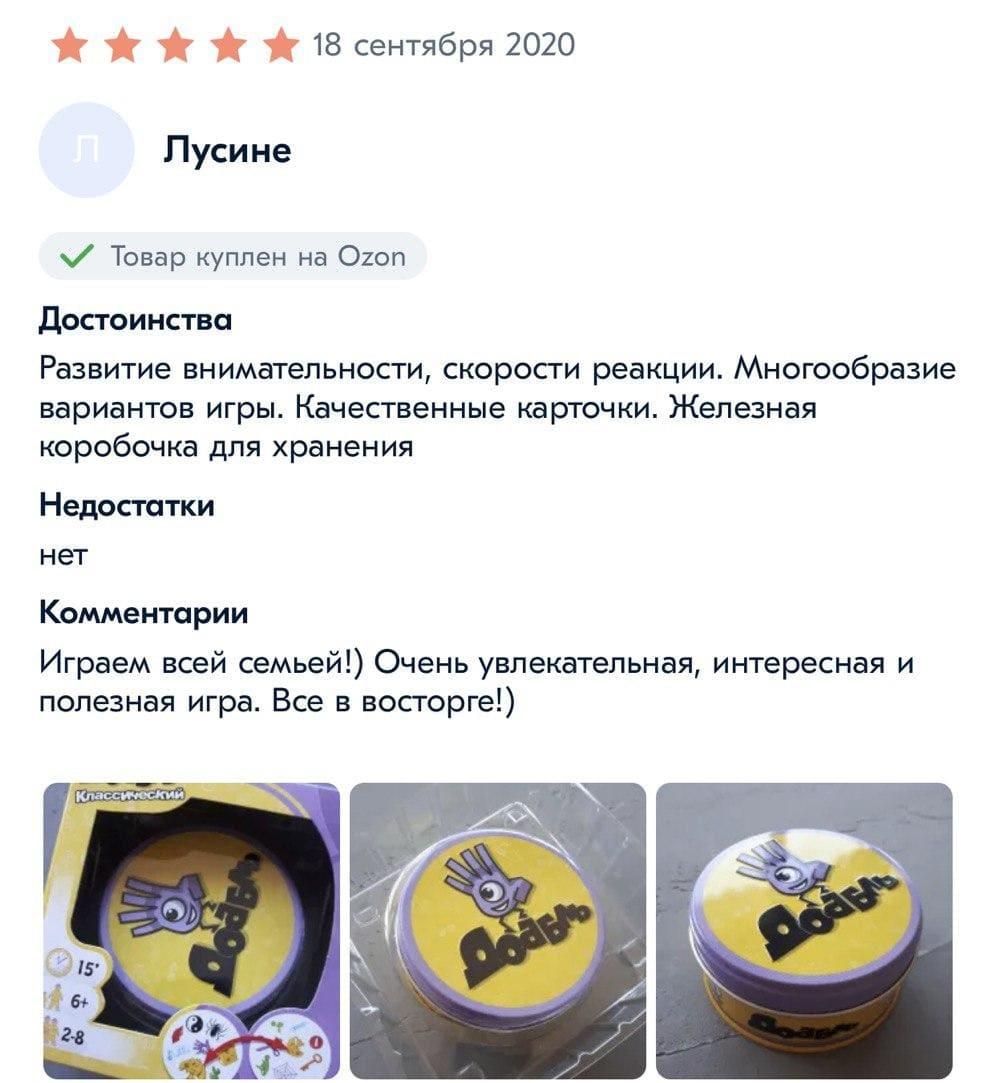 18 сентября 2020
Л
Лусине
Товар куплен на Ozon
Достоинства
Развитие внимательности, скорости реакции. Многообразие
вариантов игры. Качественные карточки. Железная
коробочка для хранения
Недостатки
нет
Комментарии
Играем всей семьей!) Очень увлекательная, интересная и
полезная игра. Все в восторге!)
Классический
Доббль
15'
6+
2-8
Доббль
Доббль
Доббль